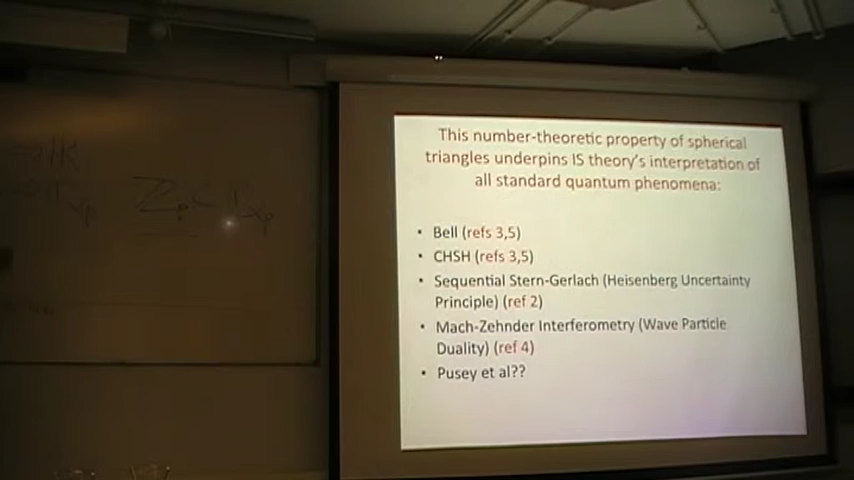 This number-theoretic property of spherical
triangles underpins IS theory's interpretation of
all standard quantum phenomena:
• Bell (refs 3,5)
• CHSH (refs 3,5)
• Sequential Stern-Gerlach (Heisenberg Uncertainty
Principle) (ref 2)
• Mach-Zehnder Interferometry (Wave Particle
Duality) (ref 4)
• Pusey et al??